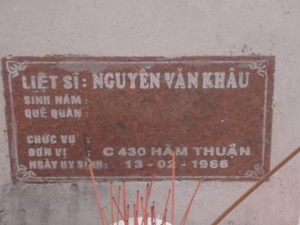 LIỆT SĨ : NGUYỄN VĂN KHÂU
SINH NĂM :
QUÊ QUÁN :
CHỨC VỤ :
ĐƠN VỊ : C 430 HÀM THUẬN
NGÀY HY SINH : 13-02-1966